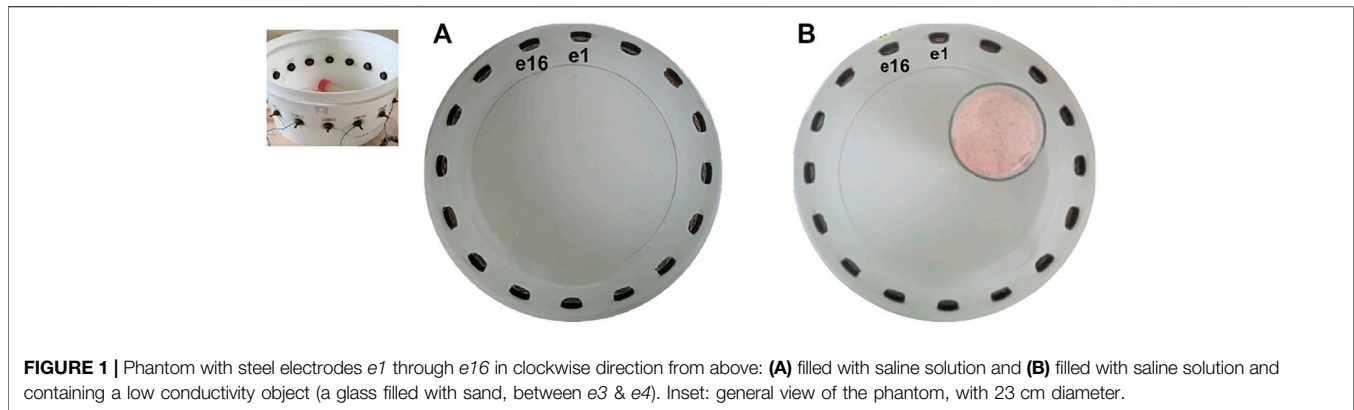 A
B
e16 e1
e16 e1
FIGURE 1 | Phantom with steel electrodes e1 through e16 in clockwise direction from above: (A) filled with saline solution and (B) filled with saline solution and
containing a low conductivity object (a glass filled with sand, between e3 & e4). Inset: general view of the phantom, with 23 cm diameter.